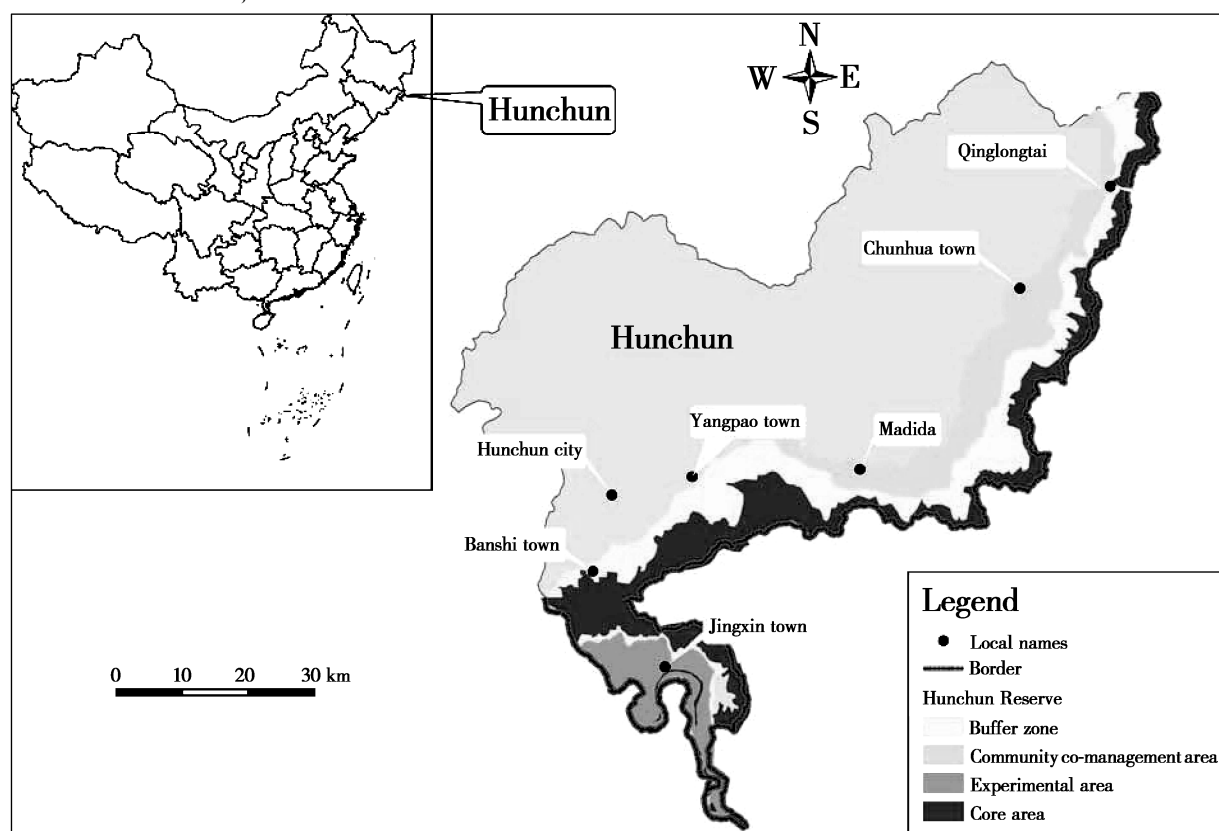 Hunchun
N
W E
S
Qinglongtai
Chunhua town
Hunchun
Yangpao town
Madida
Hunchun city
Banshi town
Jingxin town
0 10 20 30 km
Legend
Local names
Border
Hunchun Reserve
Buffer zone
Community co-management area
Experimental area
Core area